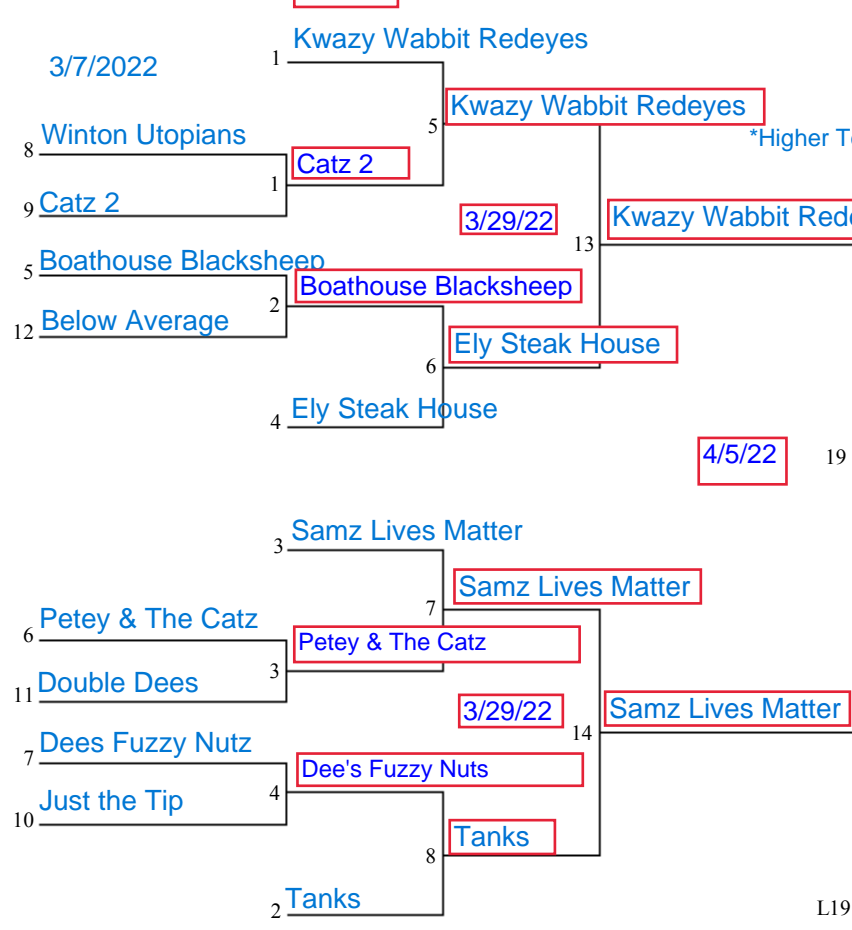 Kwazy Wabbit Redeyes
1
3/7/2022
Kwazy Wabbit Redeyes
5
Winton Utopians
8
*Higher
Catz 2
1
Catz 2
9
3/29/22
Kwazy Wabbit
13
Boathouse Blacksheep
5
Boathouse Blacksheep
2
Below Average
12
Ely Steak House
6
Ely Steak House
4
4/5/22
19
Samz Lives Matter
3
Samz Lives Matter
7
Petey & The Catz
6
Petey & The Catz
3
Double Dees
11
3/29/22
Samz Lives Matter
14
Dees Fuzzy Nutz
7
Dee's Fuzzy Nuts
4
Just the Tip
10
Tanks
8
Tanks
2
L19